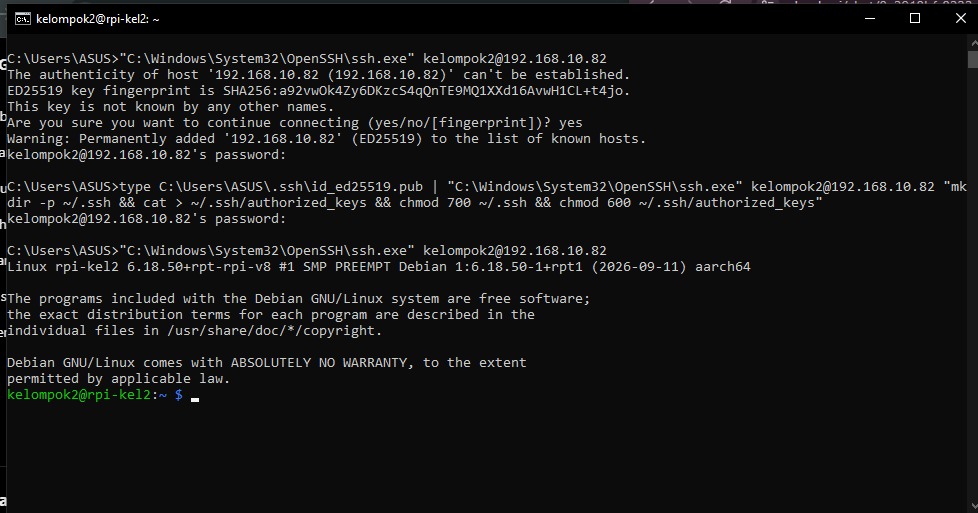 kelompok2@rpi-kel2: ~
C:\Users\ASUS>"C:\Windows\System32\OpenSSH\ssh.exe" kelompok2@192.168.10.82
The authenticity of host '192.168.10.82 (192.168.10.82)' can't be established.
ED25519 key fingerprint is SHA256:a92vwOk4Zy6DKzcS4qQnTE9MQ1XXd16AvwH1CL+t4jo.
This key is not known by any other names.
Are you sure you want to continue connecting (yes/no/[fingerprint])? yes
Warning: Permanently added '192.168.10.82' (ED25519) to the list of known hosts.
kelompok2@192.168.10.82's password:
C:\Users\ASUS>type C:\Users\ASUS\.ssh\id_ed25519.pub | "C:\Windows\System32\OpenSSH\ssh.exe" kelompok2@192.168.10.82 "mk
dir -p ~/.ssh && cat > ~/.ssh/authorized_keys && chmod 700 ~/.ssh && chmod 600 ~/.ssh/authorized_keys"
kelompok2@192.168.10.82's password:
C:\Users\ASUS>"C:\Windows\System32\OpenSSH\ssh.exe" kelompok2@192.168.10.82
Linux rpi-kel2 6.18.50+rpt-rpi-v8 #1 SMP PREEMPT Debian 1:6.18.50-1+rpt1 (2026-09-11) aarch64
The programs included with the Debian GNU/Linux system are free software;
the exact distribution terms for each program are described in the
individual files in /usr/share/doc/*/copyright.
Debian GNU/Linux comes with ABSOLUTELY NO WARRANTY, to the extent
permitted by applicable law.
kelompok2@rpi-kel2:~ $